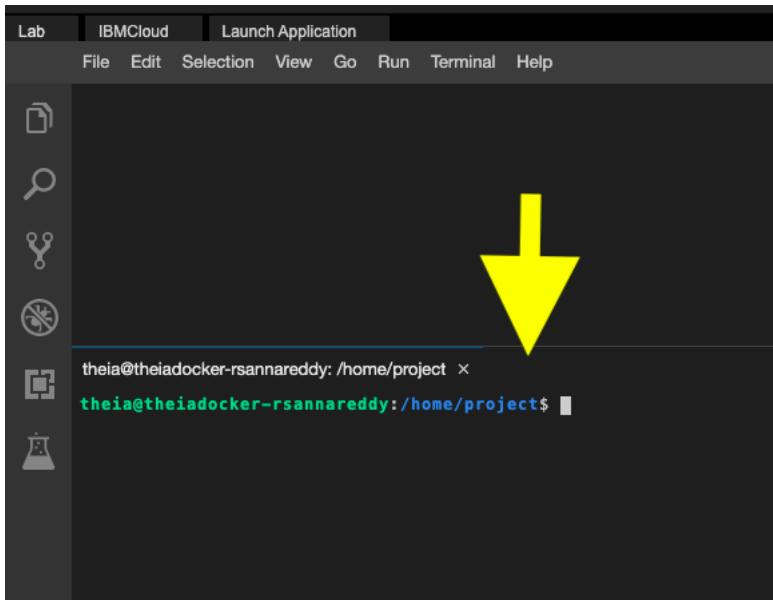 Lab IBMCloud Launch Application
File Edit Selection View Go Run Terminal Help
theia@theiadocker-rsannareddy: /home/project ×
theia@theiadocker-rsannareddy:/home/project$